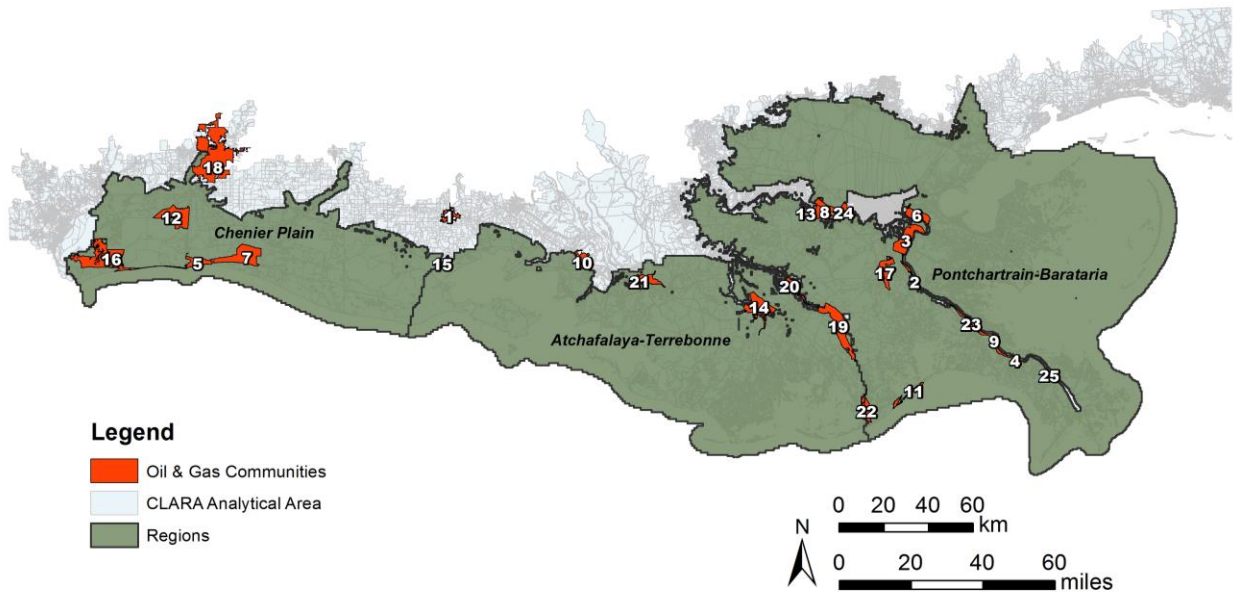 18
12
1
13 8 24
6
Chenier Plain
3
16
5
7
15
10
17
Pontchartrain-Barataria
21
20
2
14
19
23
Atchafalaya-Terrebonne
9
4
25
11
22
Legend
Oil & Gas Communities
CLARA Analytical Area
Regions
N
0 20 40 60
km
0 20 40 60
miles